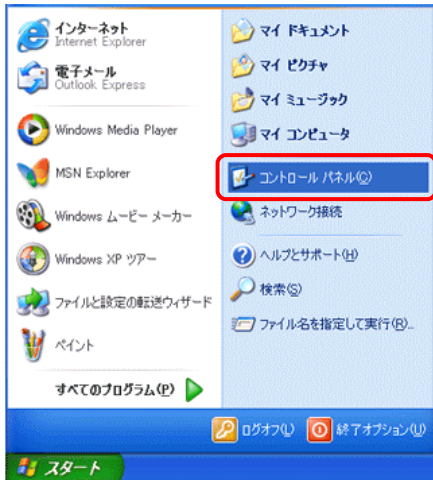 インターネット
Internet Explorer
電子メール
Outlook Express
Windows Media Player
MSN Explorer
Windows ムービー メーカー
Windows XP ツアー
ファイルと設定の転送ウィザード
ペイント
すべてのプログラム(P)
マイ ドキュメント
マイ ピクチャ
マイ ミュージック
マイ コンピュータ
コントロール パネル(C)
ネットワーク接続
ヘルプとサポート(H)
検索(S)
ファイル名を指定して実行(R)...
ログオフ(L)
終了オプション(U)
スタート